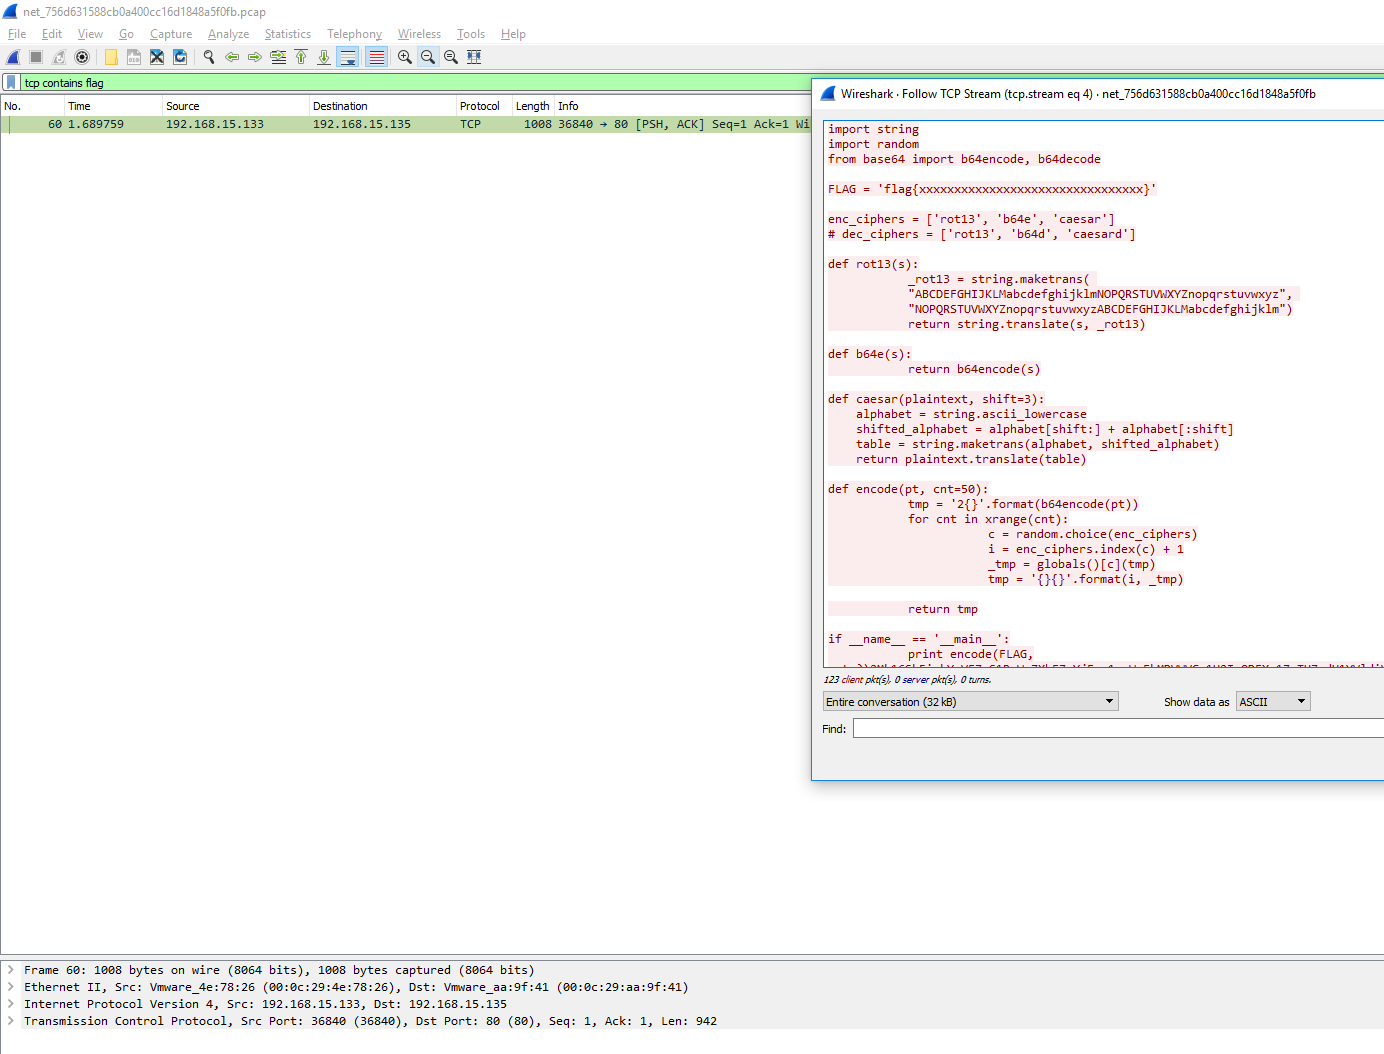 net_756d631588cb0a400cc16d1848a5f0fb.pcap
File Edit View Go Capture Analyze Statistics Telephony Wireless Tools Help
tcp contains flag
No. Time Source Destination Protocol Length Info
60 1.689759 192.168.15.133 192.168.15.135 TCP 1008 36840 → 80 [PSH, ACK] Seq=1 Ack=1 Wi
Wireshark · Follow TCP Stream (tcp.stream eq 4) · net_756d631588cb0a400cc16d1848a5f0fb
import string
import random
from base64 import b64encode, b64decode
FLAG = 'flag{xxxxxxxxxxxxxxxxxxxxxxxxxxxxxxxx}'
enc_ciphers = ['rot13', 'b64e', 'caesar']
# dec_ciphers = ['rot13', 'b64d', 'caesard']
def rot13(s):
_rot13 = string.maketrans(
"ABCDEFGHIJKLMabcdefghijklmNOPQRSTUVWXYZnopqrstuvwxyz",
"NOPQRSTUVWXYZnopqrstuvwxyzABCDEFGHIJKLMabcdefghijklm")
return string.translate(s, _rot13)
def b64e(s):
return b64encode(s)
def caesar(plaintext, shift=3):
alphabet = string.ascii_lowercase
shifted_alphabet = alphabet[shift:] + alphabet[:shift]
table = string.maketrans(alphabet, shifted_alphabet)
return plaintext.translate(table)
def encode(pt, cnt=50):
tmp = '2{}'.format(b64encode(pt))
for cnt in xrange(cnt):
c = random.choice(enc_ciphers)
i = enc_ciphers.index(c) + 1
_tmp = globals()[c](tmp)
tmp = '{}{}'.format(i, _tmp)
return tmp
if __name__ == '__main__':
print encode(FLAG,
123 client pkt(s), 0 server pkt(s), 0 turns.
Entire conversation (32 kB) Show data as ASCII
Find:
Frame 60: 1008 bytes on wire (8064 bits), 1008 bytes captured (8064 bits)
Ethernet II, Src: Vmware_4e:78:26 (00:0c:29:4e:78:26), Dst: Vmware_aa:9f:41 (00:0c:29:aa:9f:41)
Internet Protocol Version 4, Src: 192.168.15.133, Dst: 192.168.15.135
Transmission Control Protocol, Src Port: 36840 (36840), Dst Port: 80 (80), Seq: 1, Ack: 1, Len: 942